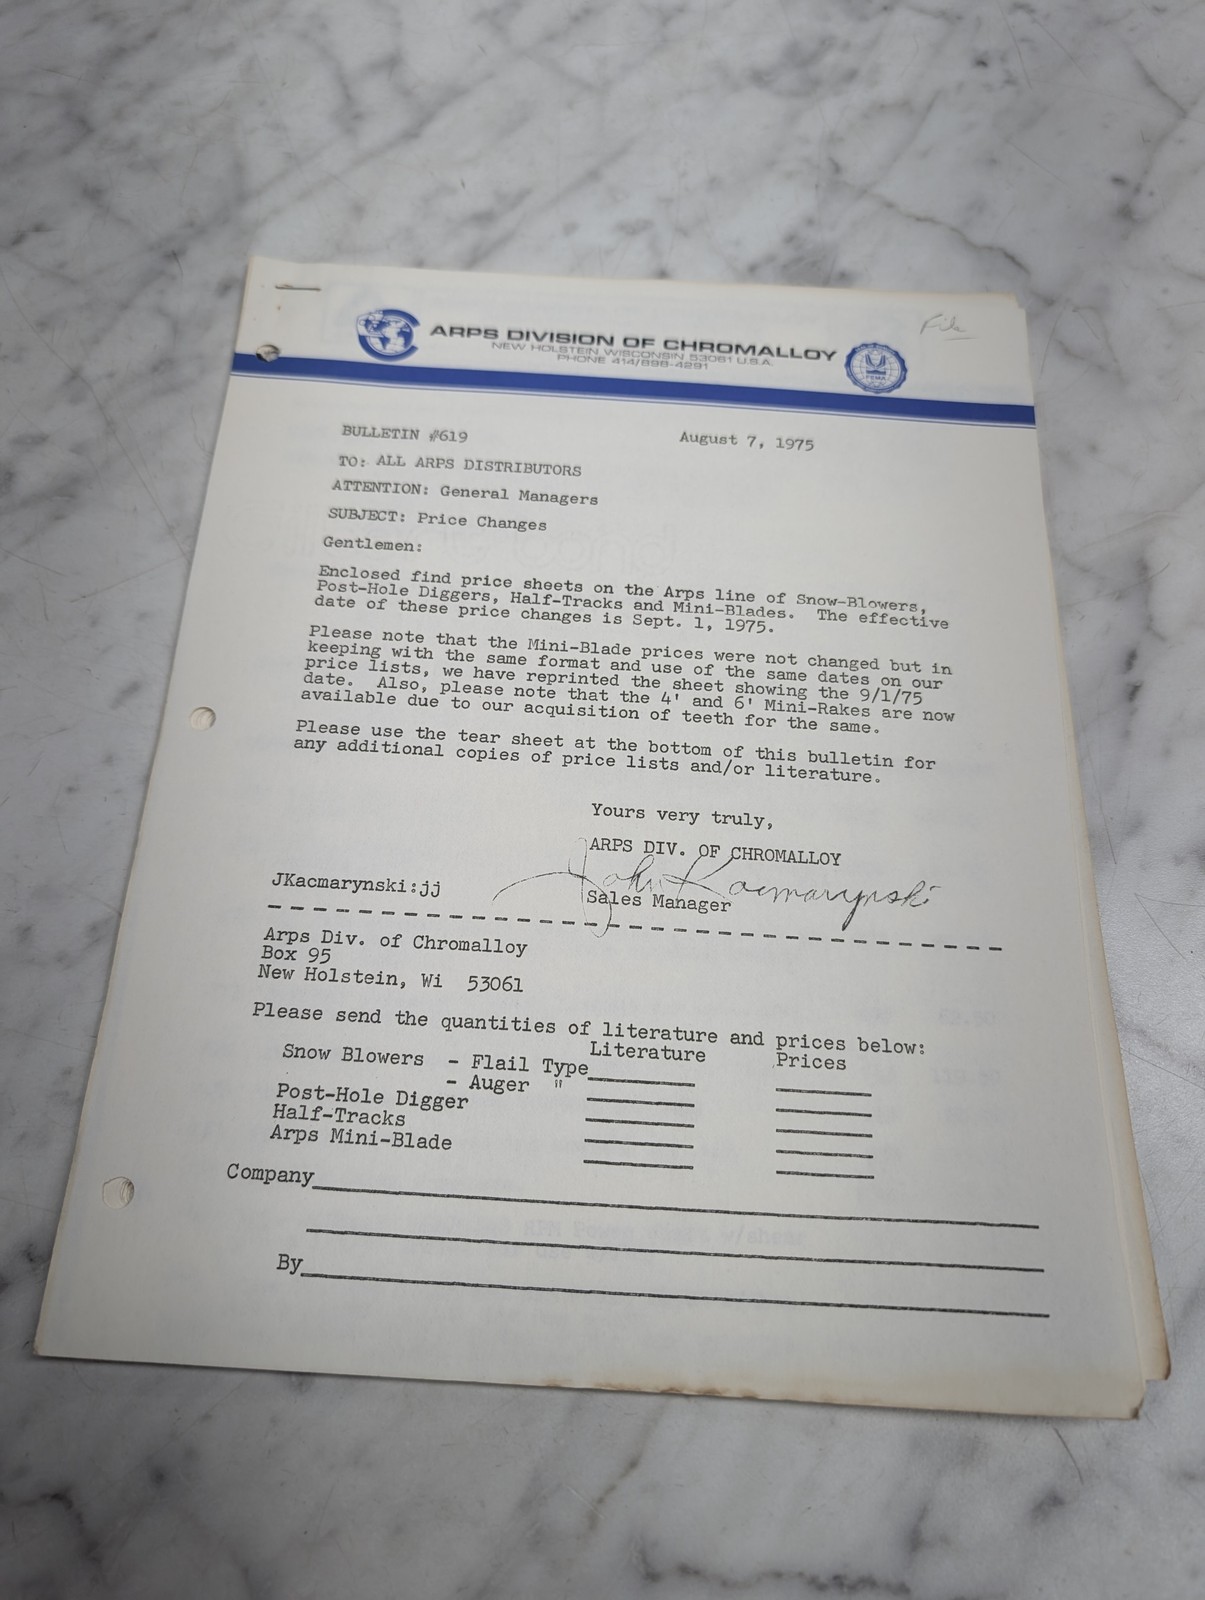 File
ARPS DIVISION OF CHROMALLOY
NEW HOLSTEIN WISCONSIN 53061 U.S.A.
PHONE 414/898-4291
FEMA
BULLETIN #619
August 7, 1975
TO: ALL ARPS DISTRIBUTORS
ATTENTION: General Managers
SUBJECT: Price Changes
Gentlemen:
Enclosed find price sheets on the Arps line of Snow-Blowers,
Post-Hole Diggers, Half-Tracks and Mini-Blades. The effective
date of these price changes is Sept. 1, 1975.
Please note that the Mini-Blade prices were not changed but in
keeping with the same format and use of the same dates on our
price lists, we have reprinted the sheet showing the 9/1/75
date. Also, please note that the 4' and 6' Mini-Rakes are now
available due to our acquisition of teeth for the same.
Please use the tear sheet at the bottom of this bulletin for
any additional copies of price lists and/or literature.
Yours very truly,
ARPS DIV. OF CHROMALLOY
John Kacmarynski
Sales Manager
JKacmarynski:jj
Arps Div. of Chromalloy
Box 95
New Holstein, Wi 53061
Please send the quantities of literature and prices below:
Literature Prices
Snow Blowers - Flail Type
- Auger "
Post-Hole Digger
Half-Tracks
Arps Mini-Blade
Company
By